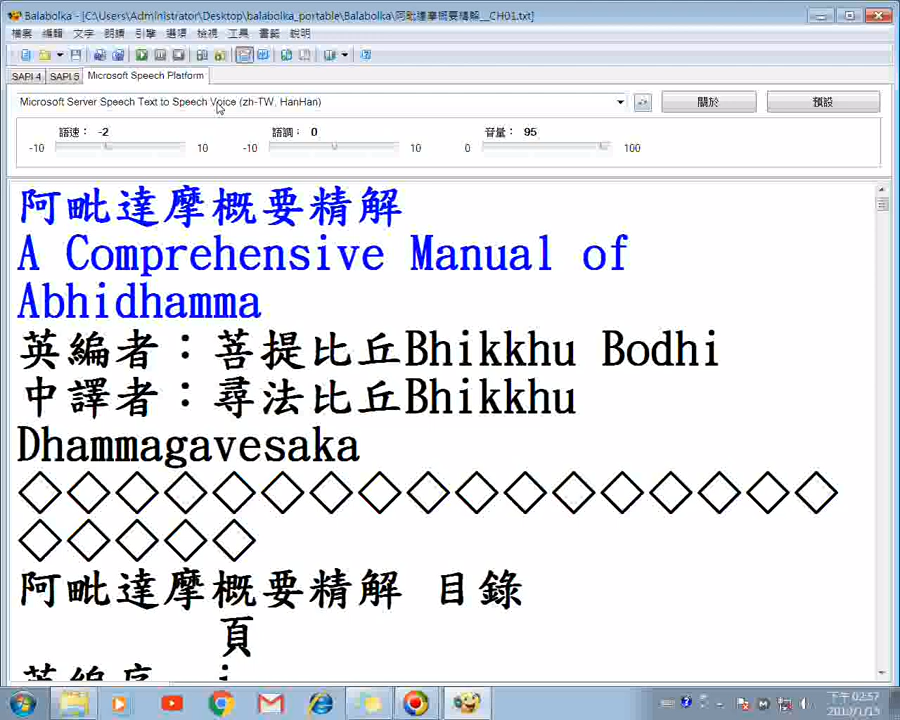 Balabolka - [C:\Users\Administrator\Desktop\balabolka_portable\Balabolka\阿毗達摩概要精解__CH01.txt]
檔案 編輯 文字 朗讀 引擎 選項 檢視 工具 書籤 說明
SAPI 4 SAPI 5 Microsoft Speech Platform
Microsoft Server Speech Text to Speech Voice (zh-TW, HanHan) 關於 預設
語速： -2 語調： 0 音量： 95
-10 10 -10 10 0 100
阿毗達摩概要精解
A Comprehensive Manual of
Abhidhamma
英編者：菩提比丘Bhikkhu Bodhi
中譯者：尋法比丘Bhikkhu
Dhammagavesaka
◇◇◇◇◇◇◇◇◇◇◇◇◇◇◇◇◇
◇◇◇◇◇
阿毗達摩概要精解 目錄
頁
英編序 i
下午 02:57